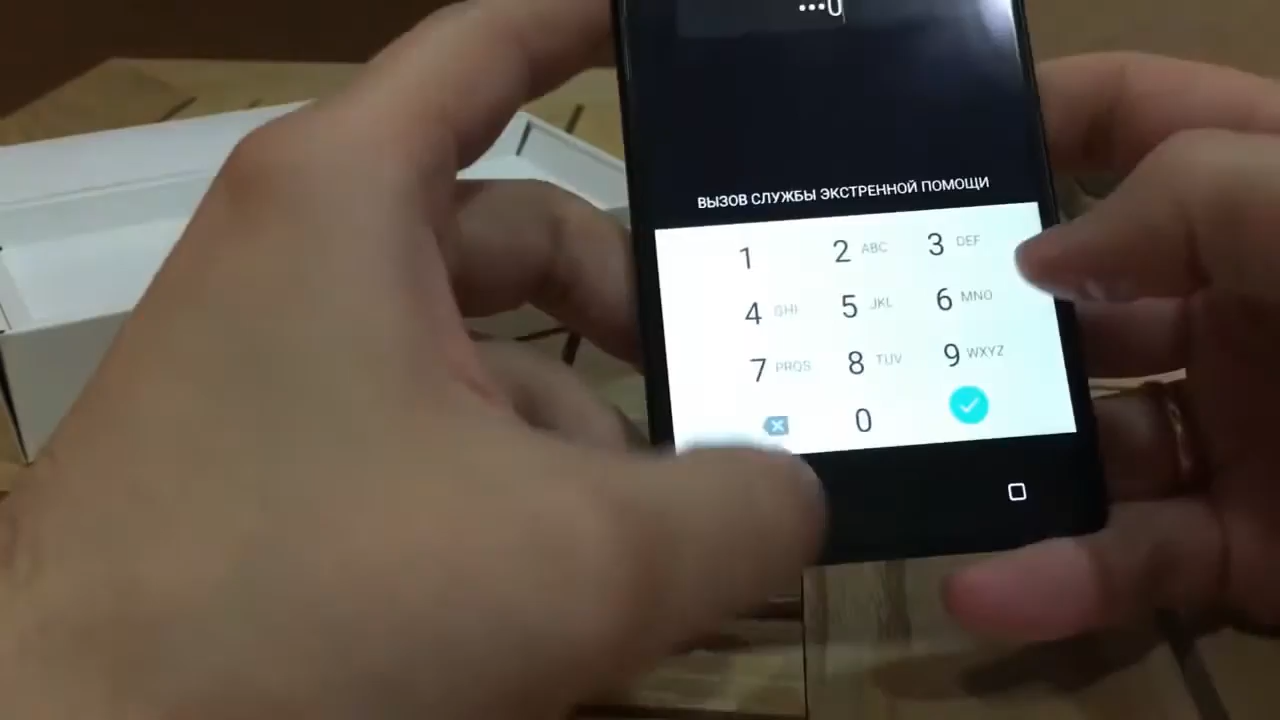 •••0
ВЫЗОВ СЛУЖБЫ ЭКСТРЕННОЙ ПОМОЩИ
1 2 ABC 3 DEF
4 GHI 5 JKL 6 MNO
7 PQRS 8 TUV 9 WXYZ
0